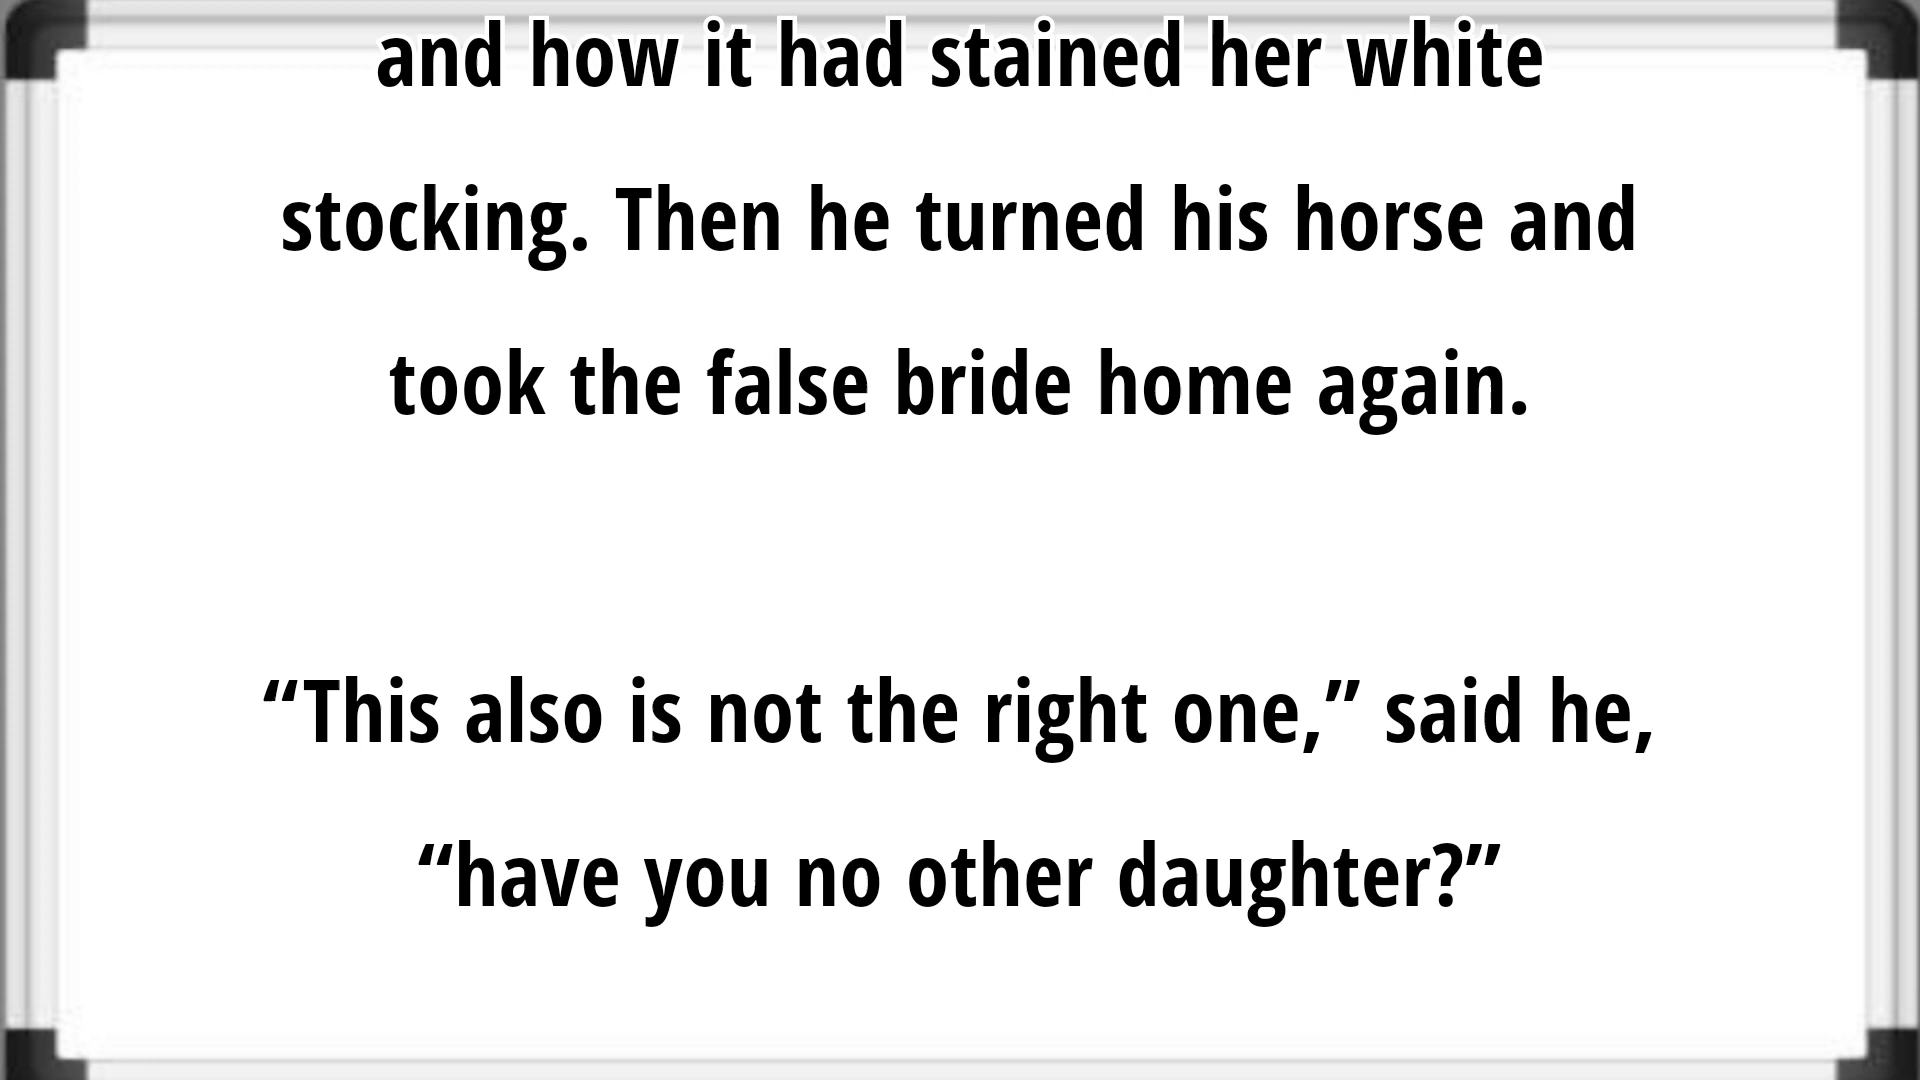 and how it had stained her white
stocking. Then he turned his horse and
took the false bride home again.
“This also is not the right one,” said he,
“have you no other daughter?”